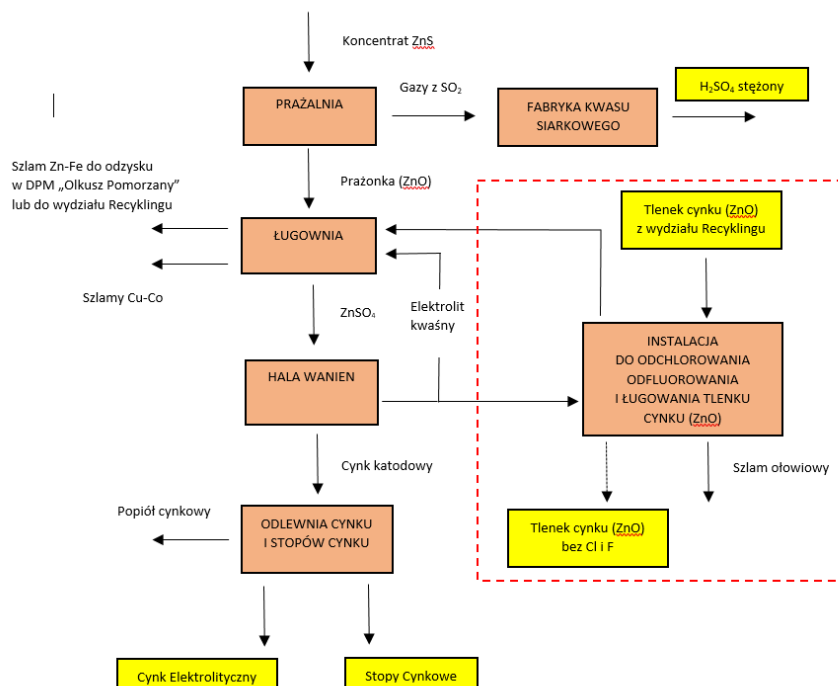 Koncentrat ZnS
PRAŻALNIA
Gazy z SO₂
FABRYKA KWASU
SIARKOWEGO
H₂SO₄ stężony
Szlam Zn-Fe do odzysku
w DPM „Olkusz Pomorzany”
lub do wydziału Recyklingu
Prażonka (ZnO)
Tlenek cynku (ZnO)
z wydziału Recyklingu
ŁUGOWNIA
Szlamy Cu-Co
ZnSO₄
Elektrolit
kwaśny
INSTALACJA
DO ODCHLOROWANIA
ODFLUOROWANIA
I ŁUGOWANIA TLENKU
CYNKU (ZnO)
HALA WANIEN
Cynk katodowy
Szlam ołowiowy
Popiół cynkowy
ODLEWNIA CYNKU
I STOPÓW CYNKU
Tlenek cynku (ZnO)
bez Cl i F
Cynk Elektrolityczny
Stopy Cynkowe